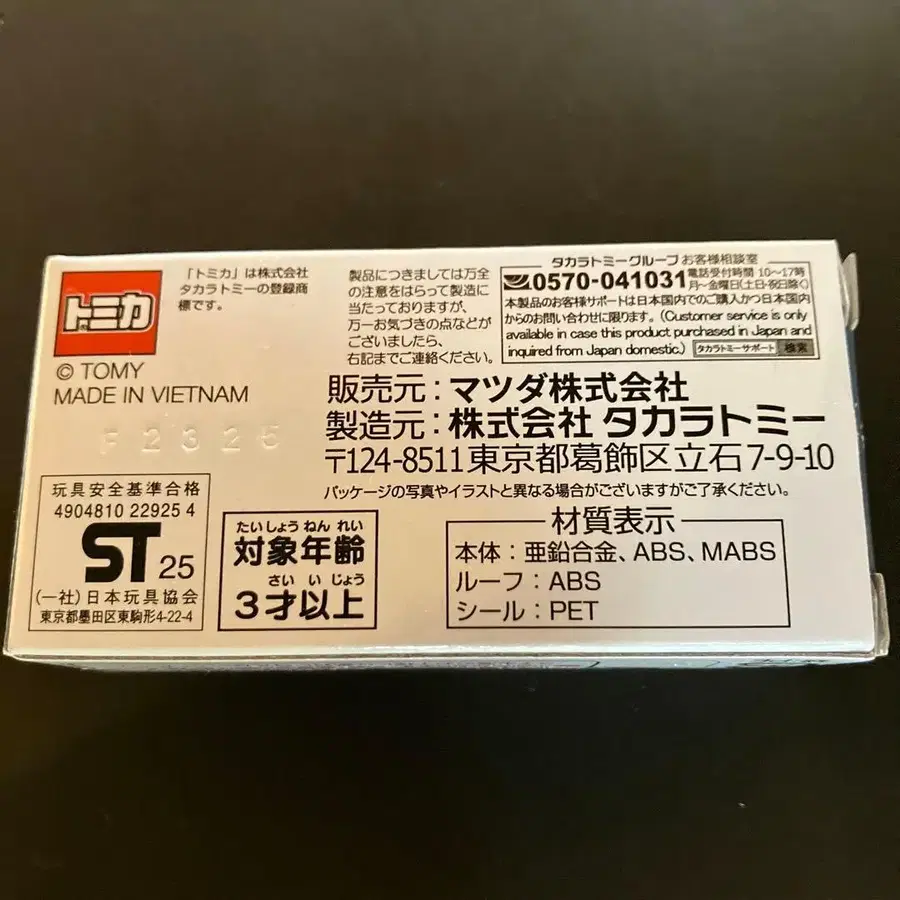 トミカ
© TOMY
MADE IN VIETNAM
F2325
「トミカ」は株式会社
タカラトミーの登録商
標です。
製品につきましては万全
の注意をはらって製造に
当たっておりますが、
万一お気づきの点などが
ございましたら、
右記までご連絡ください。
タカラトミーグループ お客様相談室
0570-041031 電話受付時間 10〜17時
月〜金曜日(土・日・祝日除く)
本製品のお客様サポートは日本国内でのご購入かつ日本国内
からのお問い合わせに限ります。(Customer service is only
available in case this product purchased in Japan and
inquired from Japan domestic.) タカラトミーサポート 検索
販売元：マツダ株式会社
製造元：株式会社 タカラトミー
〒124-8511 東京都葛飾区立石7-9-10
パッケージの写真やイラストと異なる場合がございますがご了承ください。
玩具安全基準合格
4904810 22925 4
ST 25
(一社)日本玩具協会
東京都墨田区東駒形4-22-4
たいしょう ねん れい
対象年齢
さい い じょう
3才以上
材質表示
本体：亜鉛合金、ABS、MABS
ルーフ：ABS
シール：PET